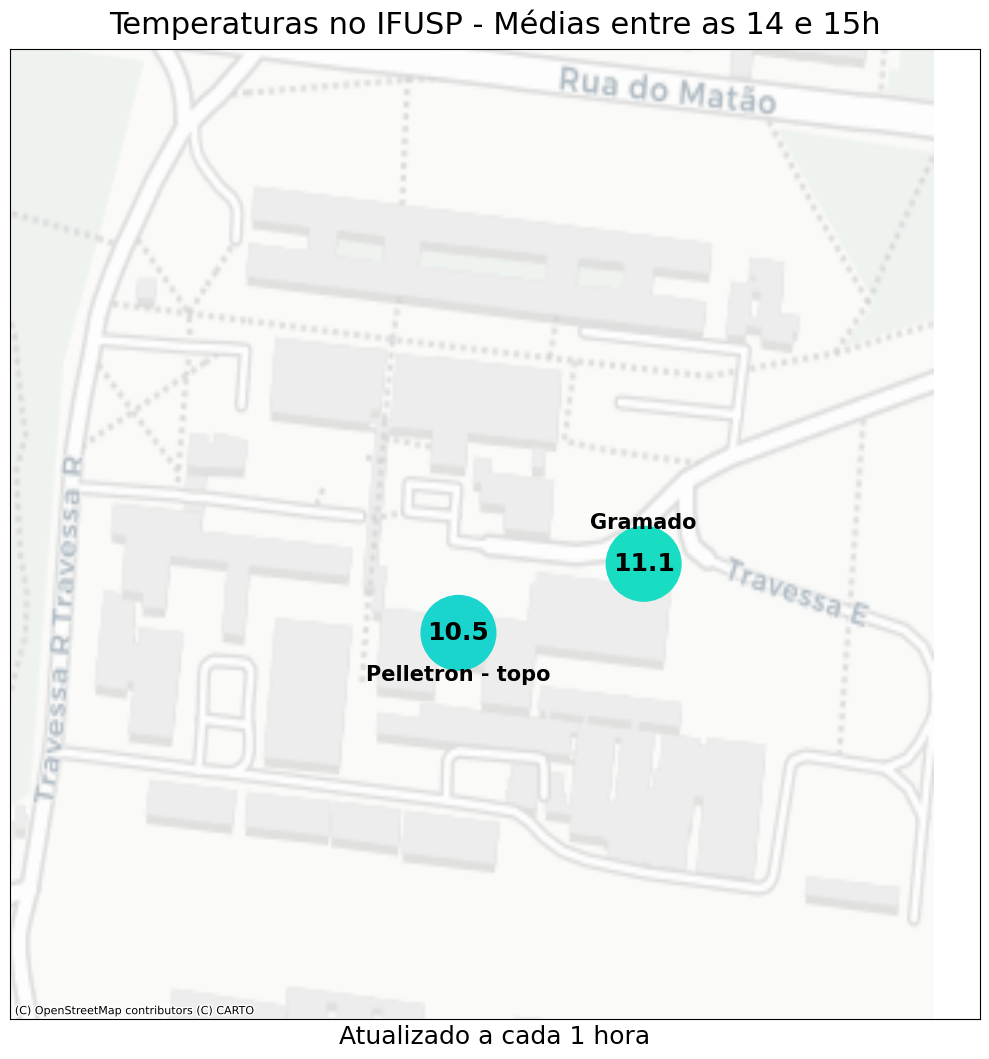 Temperaturas no IFUSP - Médias entre as 14 e 15h
Rua do Matão
Travessa R Travessa R
Gramado
11.1
Travessa E
10.5
Pelletron - topo
(C) OpenStreetMap contributors (C) CARTO
Atualizado a cada 1 hora